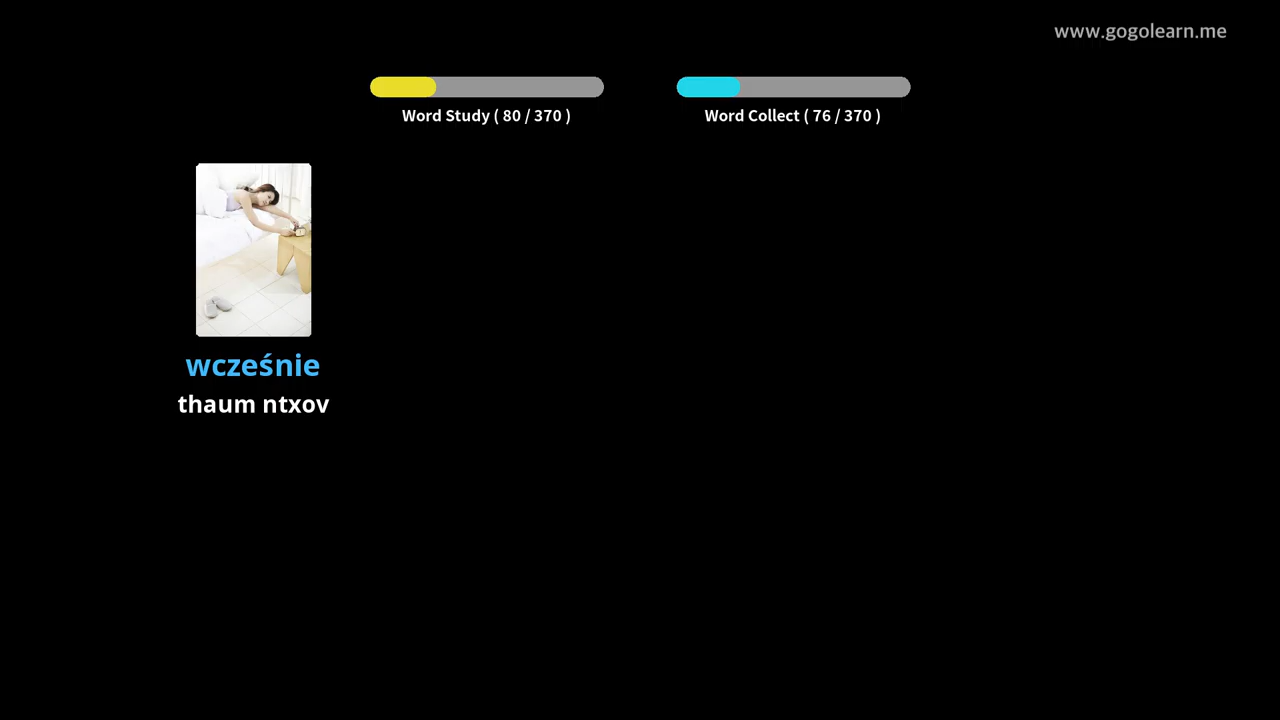 www.gogolearn.me
Word Study ( 80 / 370 )
Word Collect ( 76 / 370 )
wcześnie
thaum ntxov